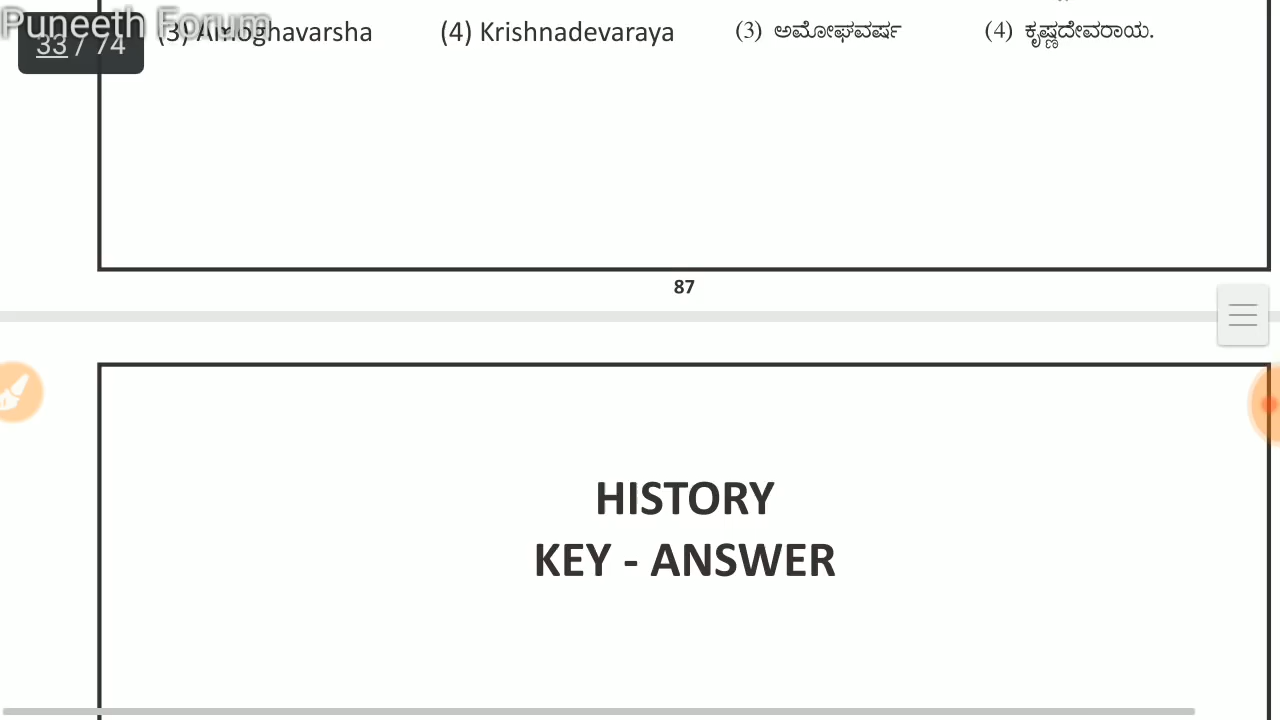 Puneeth Forum
33 / 74
(3) Amoghavarsha (4) Krishnadevaraya (3) ಅಮೋಘವರ್ಷ (4) ಕೃಷ್ಣದೇವರಾಯ.
87
HISTORY
KEY - ANSWER